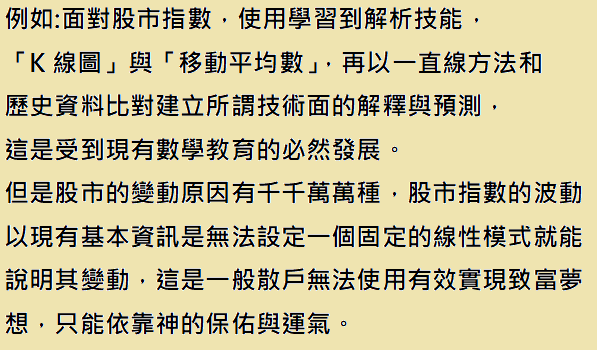 例如:面對股市指數，使用學習到解析技能，
「K 線圖」與「移動平均數」，再以一直線方法和
歷史資料比對建立所謂技術面的解釋與預測，
這是受到現有數學教育的必然發展。
但是股市的變動原因有千千萬萬種，股市指數的波動
以現有基本資訊是無法設定一個固定的線性模式就能
說明其變動，這是一般散戶無法使用有效實現致富夢
想，只能依靠神的保佑與運氣。